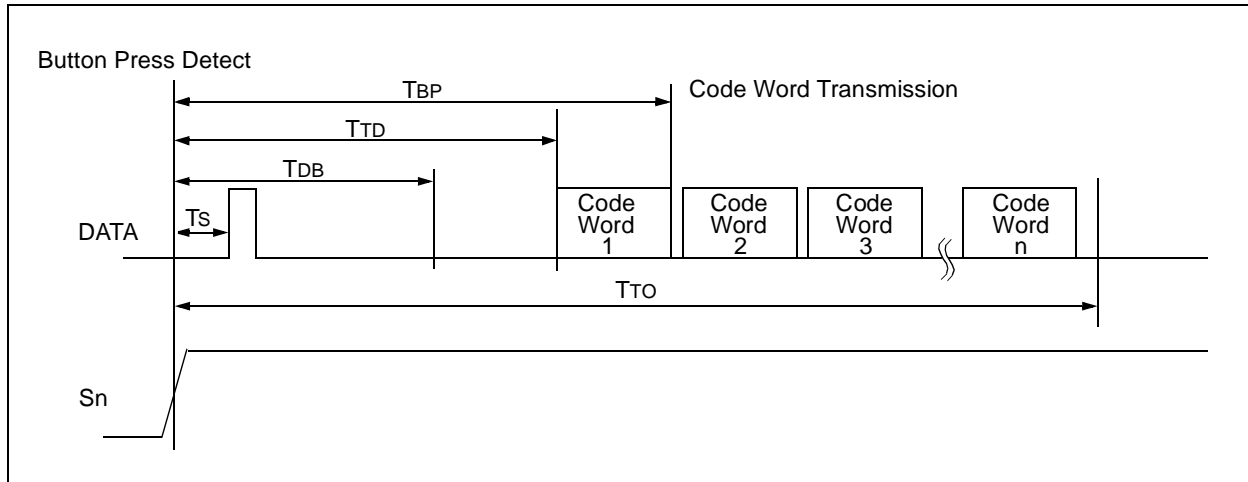 Button Press Detect
TBP
Code Word Transmission
TTD
TDB
TS
DATA
Code
Word
1
Code
Word
2
Code
Word
3
Code
Word
n
TTO
Sn